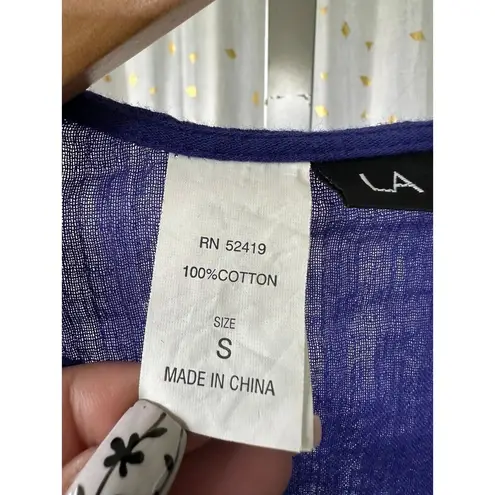 RN 52419
100%COTTON
LA
SIZE
S
MADE IN CHINA